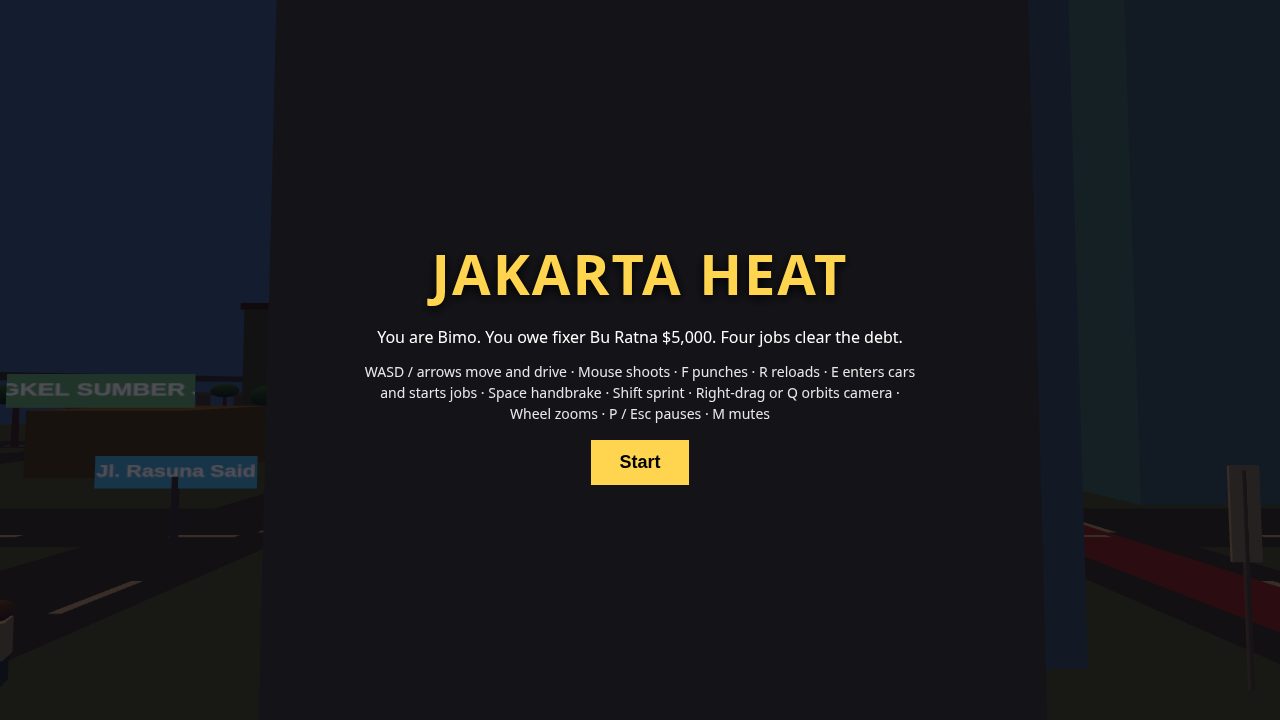 JAKARTA HEAT
You are Bimo. You owe fixer Bu Ratna $5,000. Four jobs clear the debt.
WASD / arrows move and drive · Mouse shoots · F punches · R reloads · E enters cars
and starts jobs · Space handbrake · Shift sprint · Right-drag or Q orbits camera ·
Wheel zooms · P / Esc pauses · M mutes
SUMBER
Jl. Rasuna Said
Start